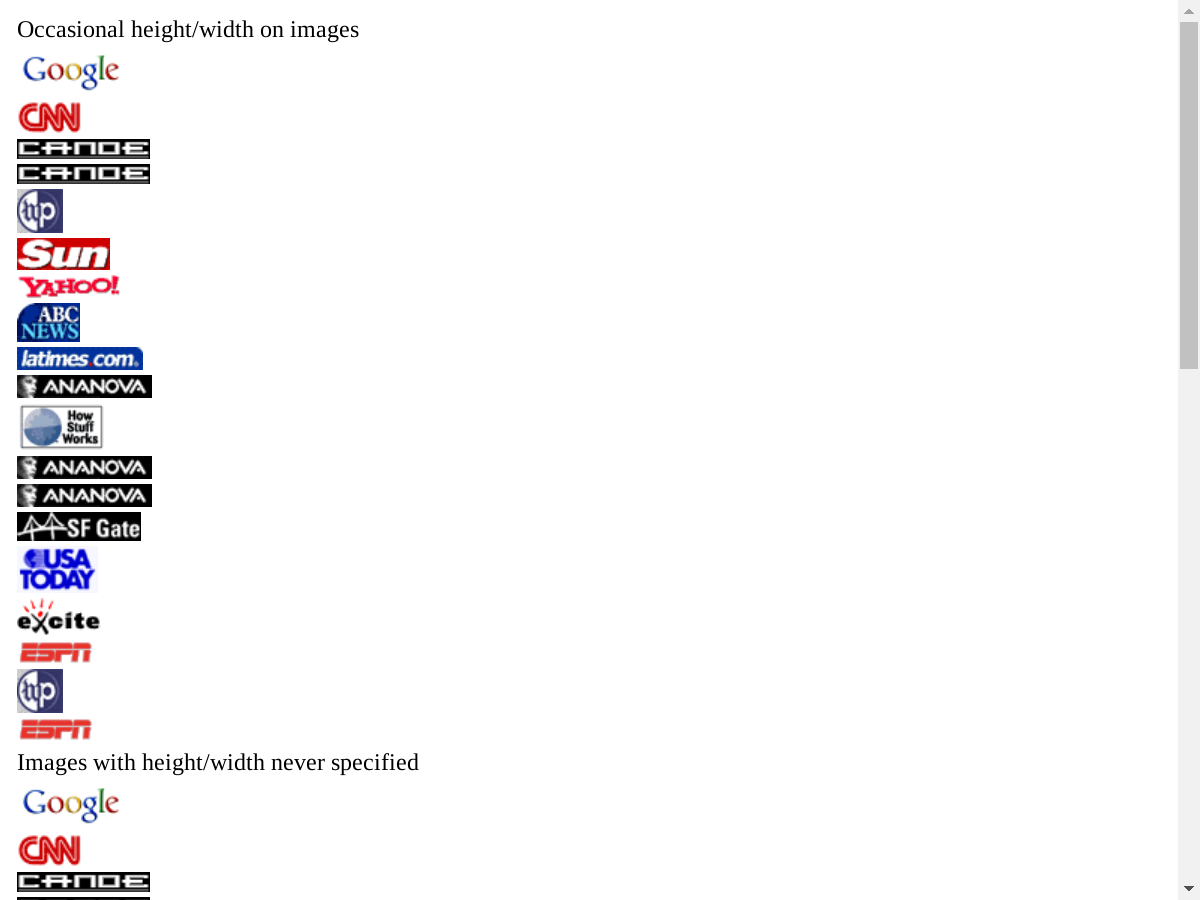 Occasional height/width on images
Google
CNN
CANOE
CANOE
wp
Sun
YAHOO!
ABC
NEWS
latimes.com
ANANOVA
How
Stuff
Works
ANANOVA
ANANOVA
SF Gate
USA
TODAY
excite
ESPN
wp
ESPN
Images with height/width never specified
Google
CNN
CANOE